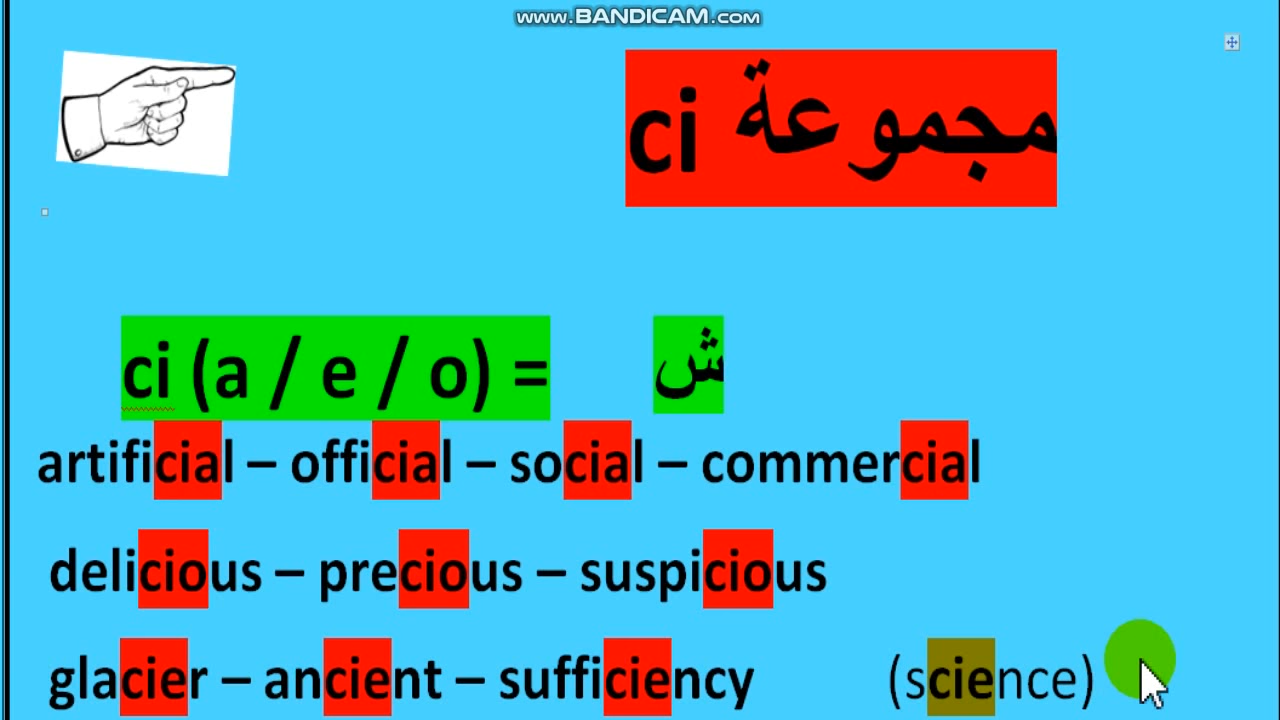 www.BANDICAM.com
مجموعة ci
ci (a / e / o) = ش
artificial – official – social – commercial
delicious – precious – suspicious
glacier – ancient – sufficiency (science)